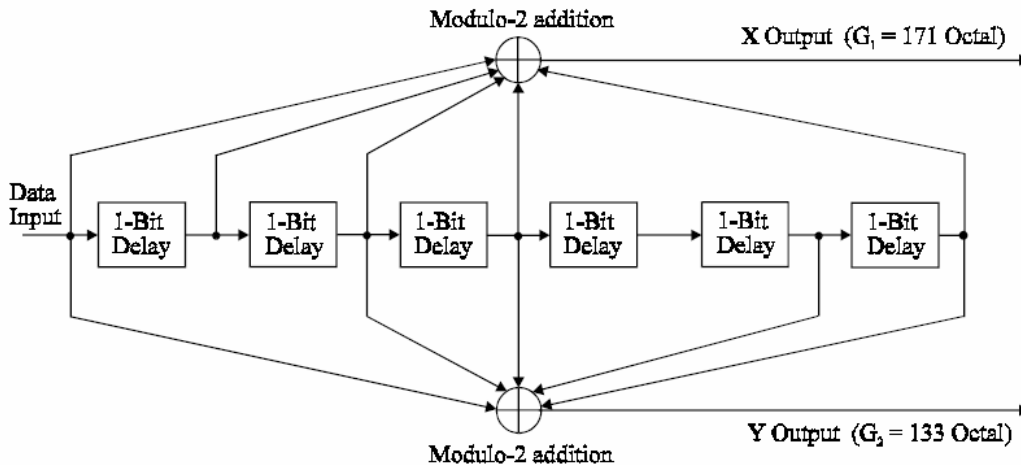 Modulo-2 addition
X Output (G₁ = 171 Octal)
Data
Input
1-Bit
Delay
1-Bit
Delay
1-Bit
Delay
1-Bit
Delay
1-Bit
Delay
1-Bit
Delay
Y Output (G₂ = 133 Octal)
Modulo-2 addition